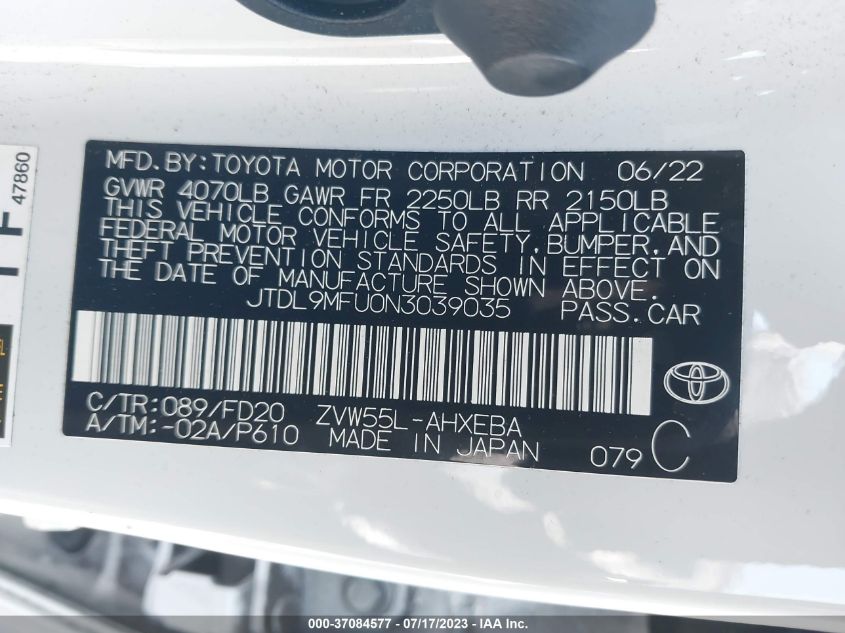 MFD.BY:TOYOTA MOTOR CORPORATION 06/22
GVWR 4070LB GAWR FR 2250LB RR 2150LB
THIS VEHICLE CONFORMS TO ALL APPLICABLE
FEDERAL MOTOR VEHICLE SAFETY, BUMPER, AND
THEFT PREVENTION STANDARDS IN EFFECT ON
THE DATE OF MANUFACTURE SHOWN ABOVE.
JTDL9MFU0N3039035 PASS.CAR
C/TR:089/FD20 ZVW55L-AHXEBA
A/TM:-02A/P610 MADE IN JAPAN
079 C
47860
000-37084577 - 07/17/2023 - IAA Inc.